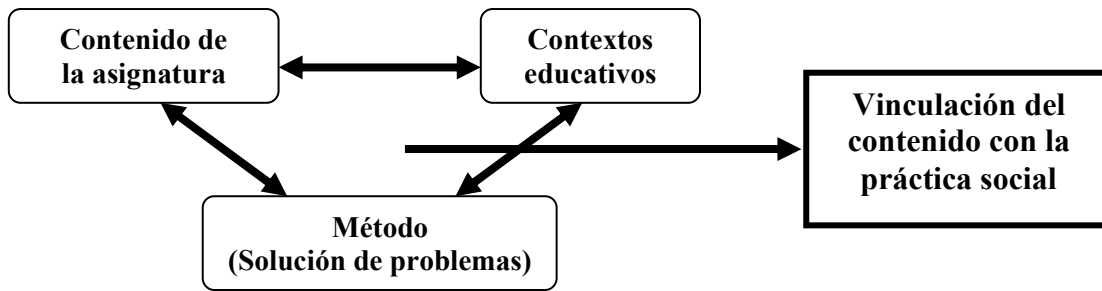 Contenido de
la asignatura
Contextos
educativos
Vinculación del
contenido con la
práctica social
Método
(Solución de problemas)